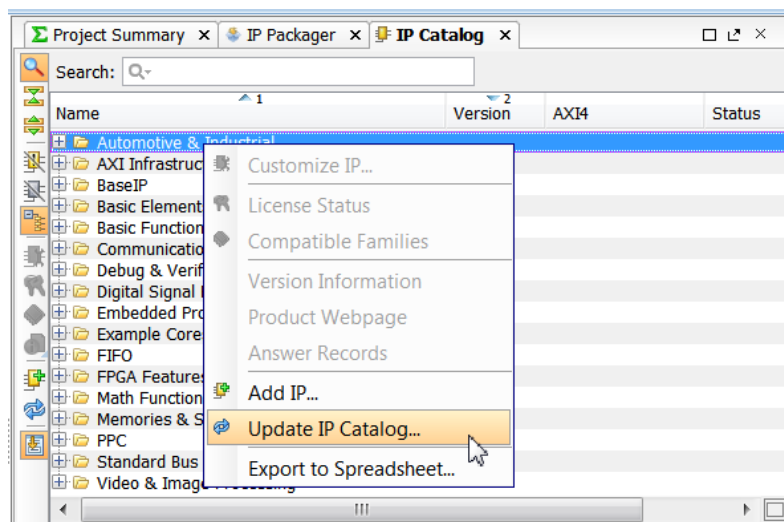 Project Summary
IP Packager
IP Catalog
Search:
Name
1
Version
2
AXI4
Status
Automotive & Industrial
AXI Infrastruc
BaseIP
Basic Element
Basic Function
Communicatio
Debug & Verif
Digital Signal
Embedded Pro
Example Core
FIFO
FPGA Features
Math Function
Memories & S
PPC
Standard Bus
Video & Image Processing
Customize IP...
License Status
Compatible Families
Version Information
Product Webpage
Answer Records
Add IP...
Update IP Catalog...
Export to Spreadsheet...